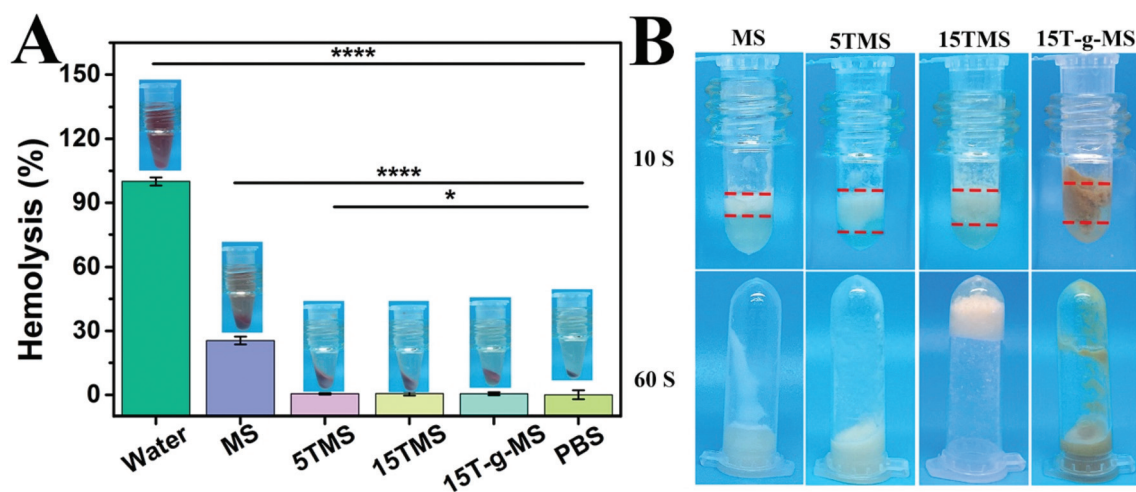 A
Hemolysis (%)
150
120
90
60
30
0
****
****
*
Water
MS
5TMS
15TMS
15T-g-MS
PBS
B
MS
5TMS
15TMS
15T-g-MS
10 S
60 S